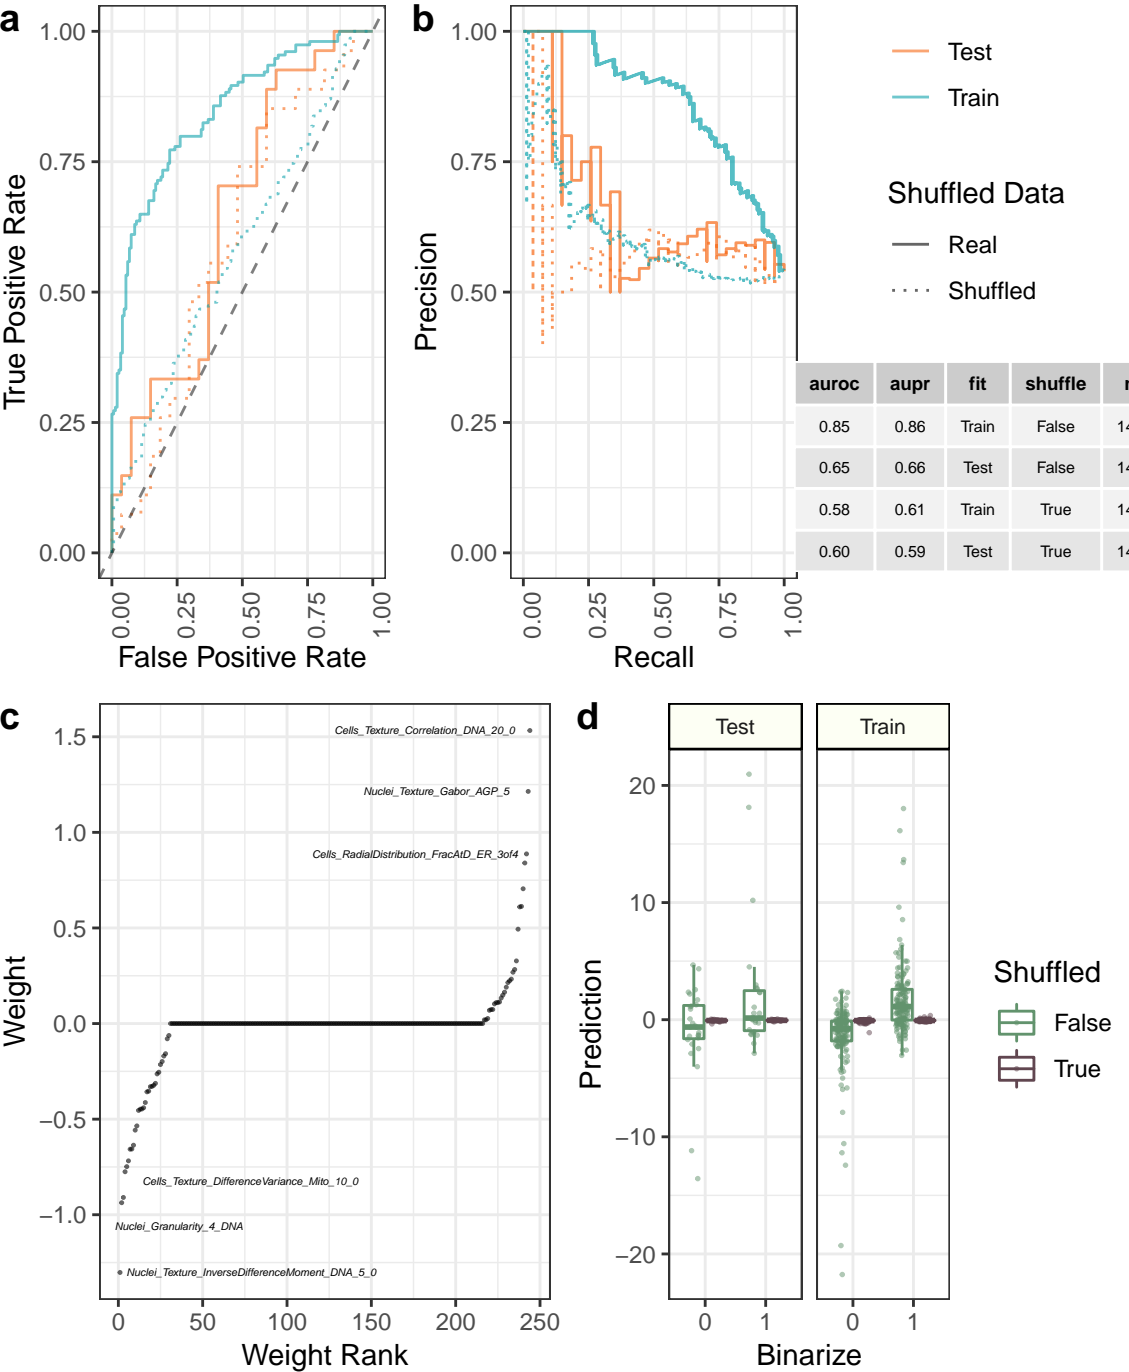 a
1.00
0.75
0.50
0.25
0.00
True Positive Rate
0.00
0.25
0.50
0.75
1.00
False Positive Rate
b
1.00
0.75
0.50
0.25
0.00
Precision
0.00
0.25
0.50
0.75
1.00
Recall
Test
Train
Shuffled Data
Real
Shuffled
auroc aupr fit shuffle
0.85 0.86 Train False 14
0.65 0.66 Test False 14
0.58 0.61 Train True 14
0.60 0.59 Test True 14
c
1.5
1.0
0.5
0.0
−0.5
−1.0
Weight
Cells_Texture_Correlation_DNA_20_0
Nuclei_Texture_Gabor_AGP_5
Cells_RadialDistribution_FracAtD_ER_3of4
Cells_Texture_DifferenceVariance_Mito_10_0
Nuclei_Granularity_4_DNA
Nuclei_Texture_InverseDifferenceMoment_DNA_5_0
0 50 100 150 200 250
Weight Rank
d
Test Train
20
10
0
−10
−20
Prediction
0 1 0 1
Binarize
Shuffled
False
True